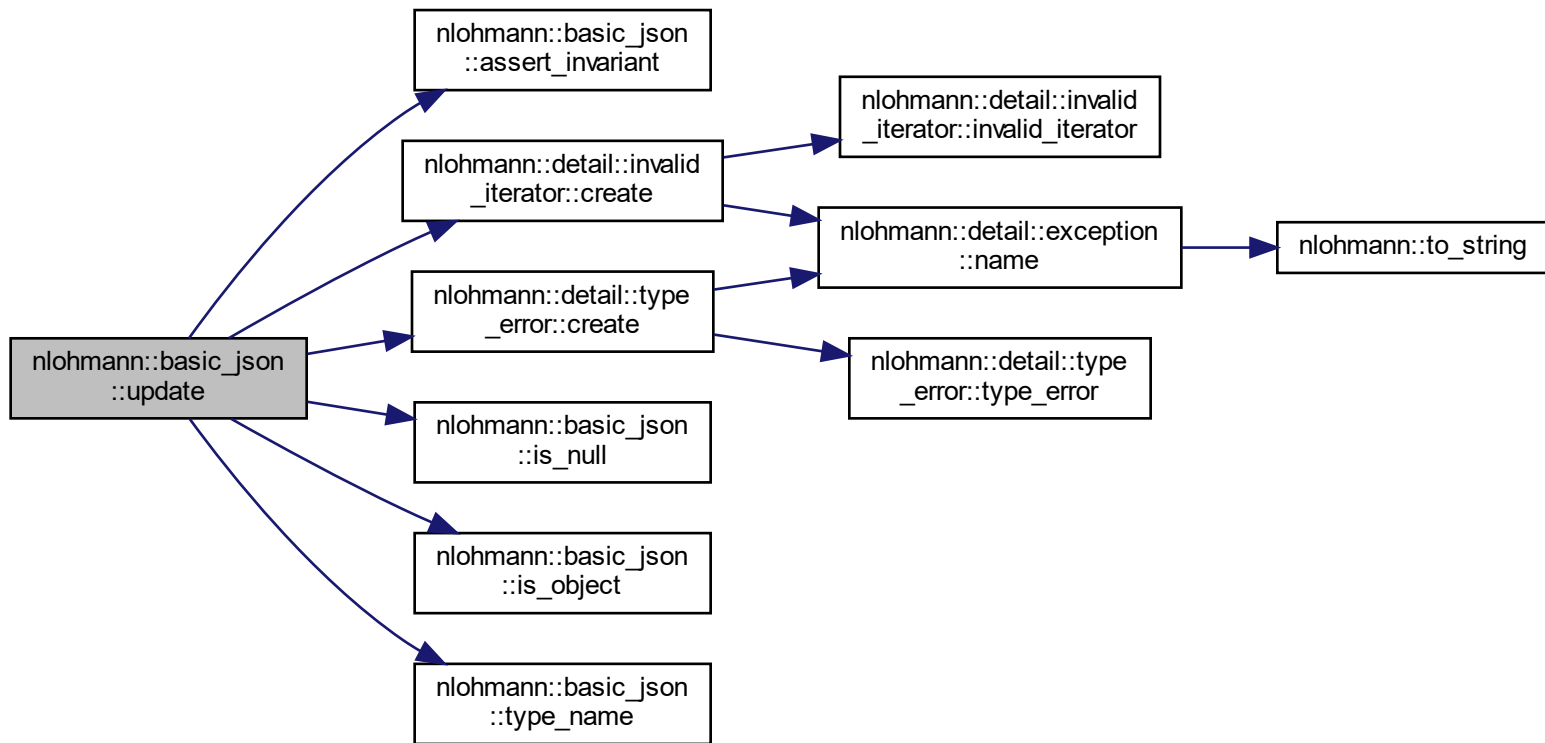 nlohmann::basic_json
::assert_invariant
nlohmann::detail::invalid
_iterator::invalid_iterator
nlohmann::detail::invalid
_iterator::create
nlohmann::detail::exception
::name
nlohmann::to_string
nlohmann::detail::type
_error::create
nlohmann::basic_json
::update
nlohmann::detail::type
_error::type_error
nlohmann::basic_json
::is_null
nlohmann::basic_json
::is_object
nlohmann::basic_json
::type_name